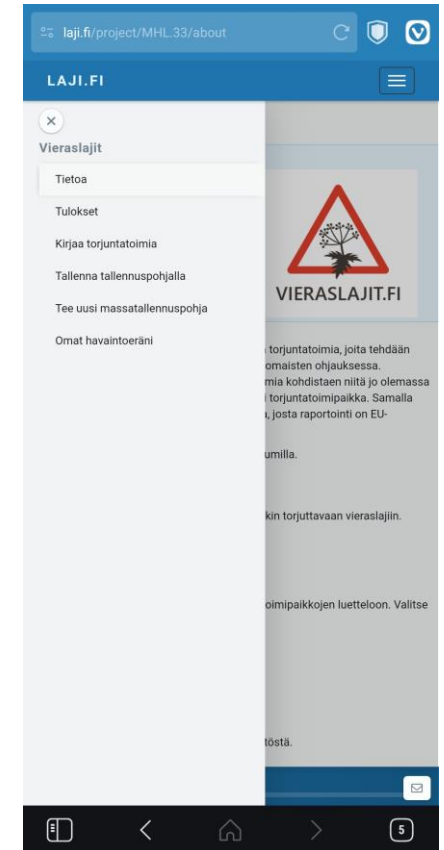 laji.fi/project/MHL.33/about
LAJI.FI
Vieraslajit
Tietoa
Tulokset
Kirjaa torjuntatoimia
Tallenna tallennuspohjalla
Tee uusi massatallennuspohja
Omat havaintoeräni
VIERASLAJIT.FI
torjuntatoimia, joita tehdään
omaisten ohjauksessa.
mia kohdistaen niitä jo olemassa
torjuntatoimipaikka. Samalla
, josta raportointi on EU-
umilla.
kin torjuttavaan vieraslajiin.
oimipaikkojen luetteloon. Valitse
töstä.
5